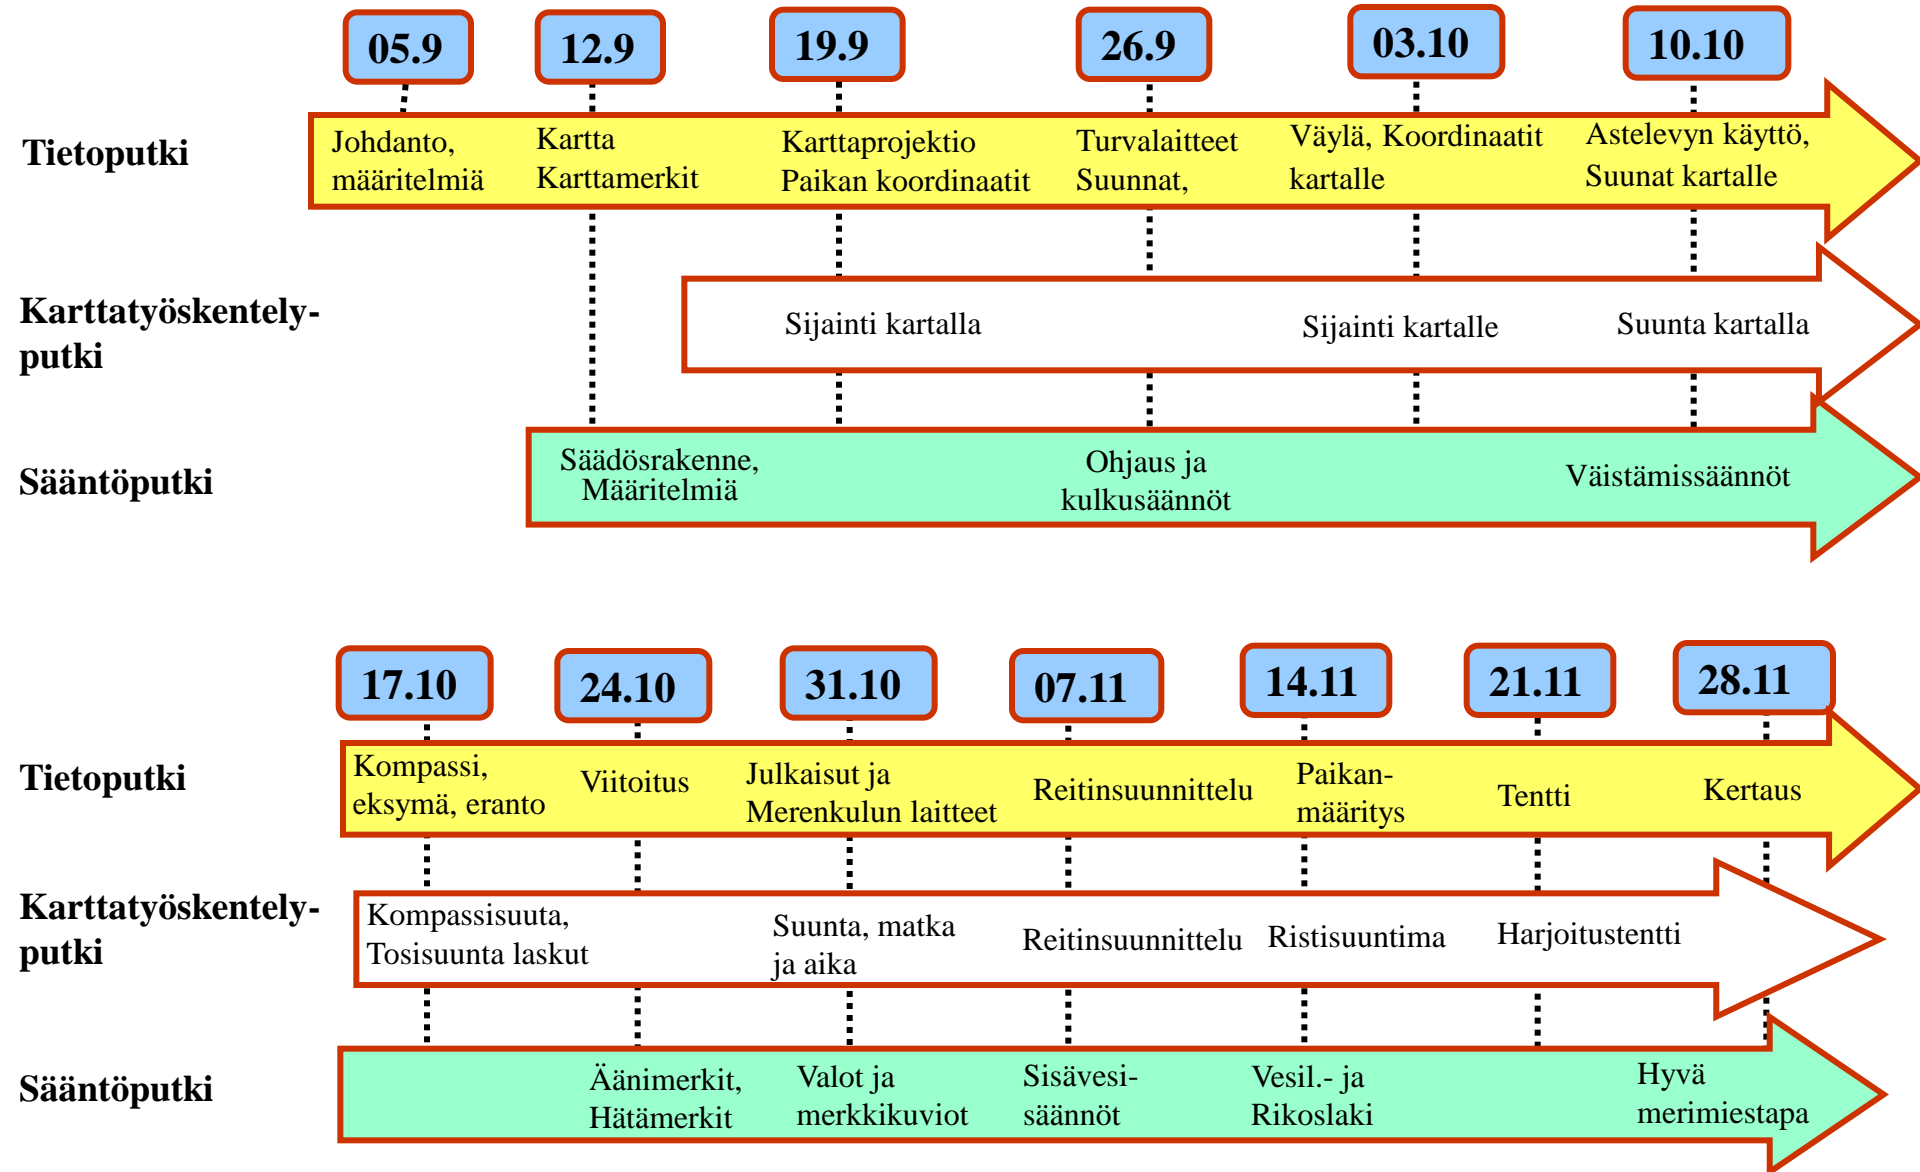 05.9
12.9
19.9
26.9
03.10
10.10
Tietoputki
Johdanto,
määritelmiä
Kartta
Karttamerkit
Karttaprojektio
Paikan koordinaatit
Turvalaitteet
Suunnat,
Väylä, Koordinaatit
kartalle
Astelevyn käyttö,
Suunat kartalle
Karttatyöskentely-
putki
Sijainti kartalla
Sijainti kartalle
Suunta kartalla
Sääntöputki
Säädösrakenne,
Määritelmiä
Ohjaus ja
kulkusäännöt
Väistämissäännöt
17.10
24.10
31.10
07.11
14.11
21.11
28.11
Tietoputki
Kompassi,
eksymä, eranto
Viitoitus
Julkaisut ja
Merenkulun laitteet
Reitinsuunnittelu
Paikan-
määritys
Tentti
Kertaus
Karttatyöskentely-
putki
Kompassisuuta,
Tosisuunta laskut
Suunta, matka
ja aika
Reitinsuunnittelu
Ristisuuntima
Harjoitustentti
Sääntöputki
Äänimerkit,
Hätämerkit
Valot ja
merkkikuviot
Sisävesi-
säännöt
Vesil.- ja
Rikoslaki
Hyvä
merimiestapa